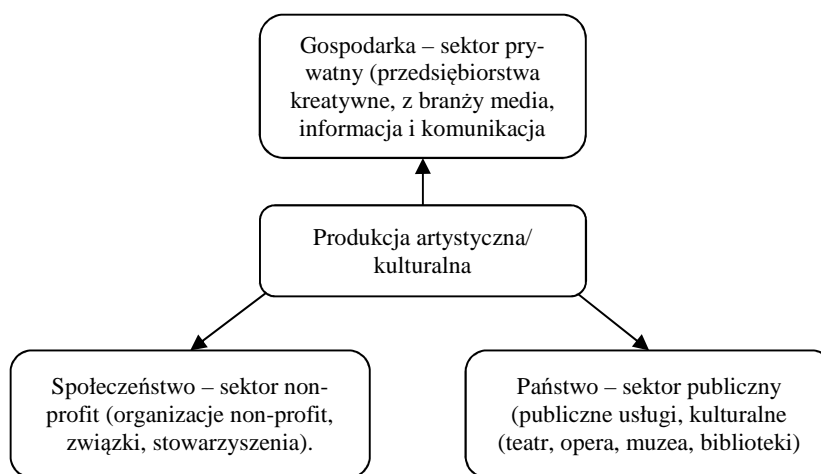 Gospodarka – sektor pry-
watny (przedsiębiorstwa
kreatywne, z branży media,
informacja i komunikacja
Produkcja artystyczna/
kulturalna
Społeczeństwo – sektor non-
profit (organizacje non-profit,
związki, stowarzyszenia).
Państwo – sektor publiczny
(publiczne usługi, kulturalne
(teatr, opera, muzea, biblioteki)